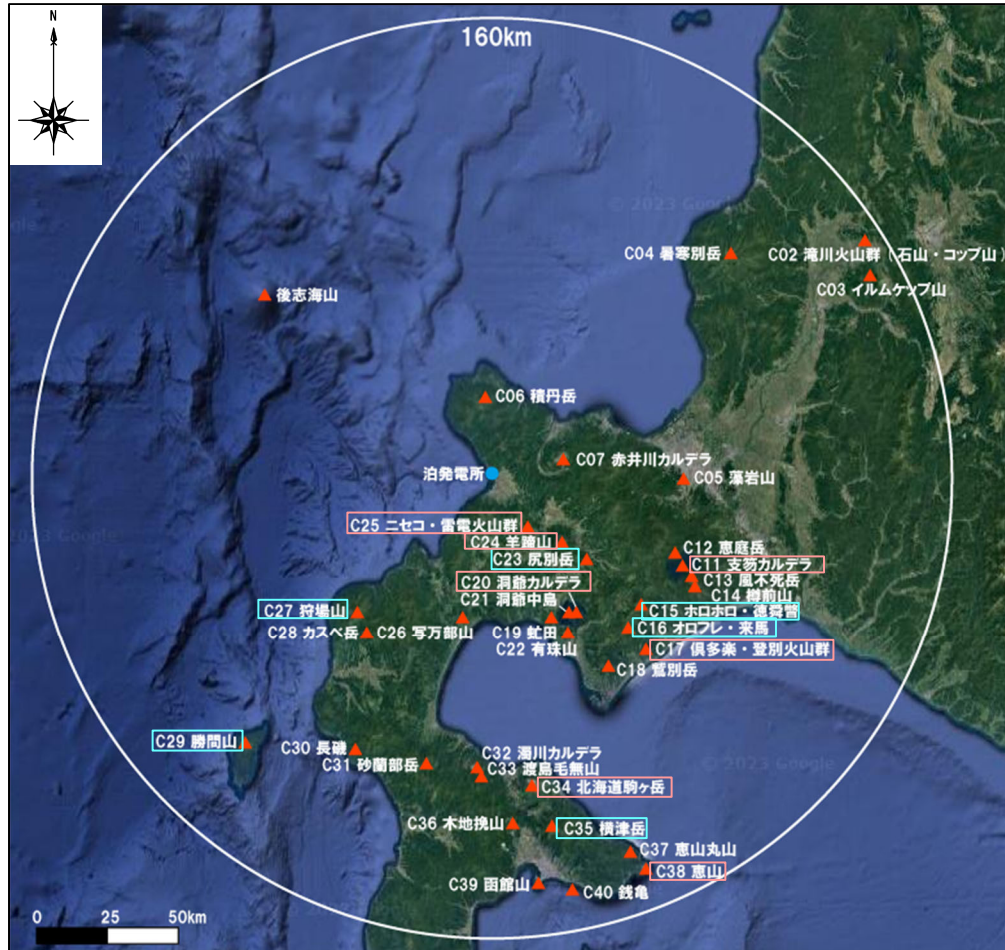 N
160km
© 2023 Google
C04 暑寒別岳
C02 滝川火山群（石山・コップ山）
C03 イルムケップ山
後志海山
C06 積丹岳
C07 赤井川カルデラ
泊発電所
C05 藻岩山
C25 ニセコ・雷電火山群
C24 羊蹄山
C23 尻別岳
C12 恵庭岳
C11 支笏カルデラ
C13 風不死岳
C14 樽前山
C20 洞爺カルデラ
C21 洞爺中島
C27 狩場山
C15 ホロホロ・徳舜瞥
C28 カスベ岳
C26 写万部山
C19 虻田
C16 オロフレ・来馬
C22 有珠山
C17 倶多楽・登別火山群
C18 鷲別岳
C29 勝澗山
C30 長磯
C32 濁川カルデラ
C31 砂蘭部岳
C33 渡島毛無山
© 2023 Google
C34 北海道駒ヶ岳
C36 木地挽山
C35 横津岳
C37 恵山丸山
C38 恵山
C39 函館山
C40 銭亀
0 25 50km